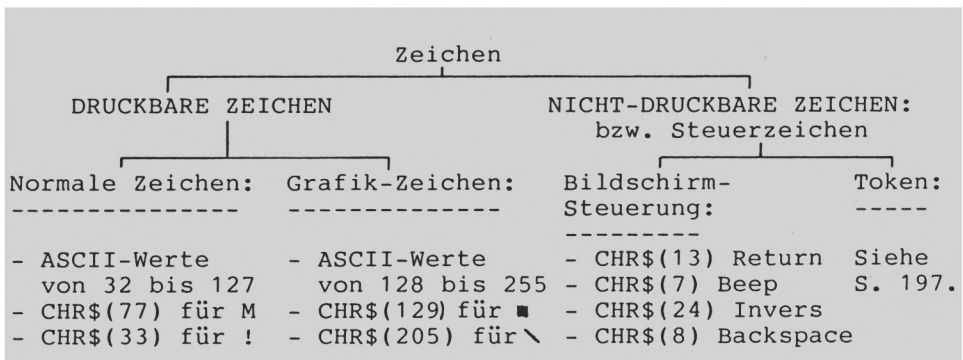 Zeichen
DRUCKBARE ZEICHEN NICHT-DRUCKBARE ZEICHEN:
bzw. Steuerzeichen
Normale Zeichen: Grafik-Zeichen: Bildschirm- Token:
---------------- -------------- Steuerung: -----
---------
- ASCII-Werte - ASCII-Werte - CHR$(13) Return Siehe
von 32 bis 127 von 128 bis 255 - CHR$(7) Beep S. 197.
- CHR$(77) für M - CHR$(129) für ▪ - CHR$(24) Invers
- CHR$(33) für ! - CHR$(205) für \ - CHR$(8) Backspace